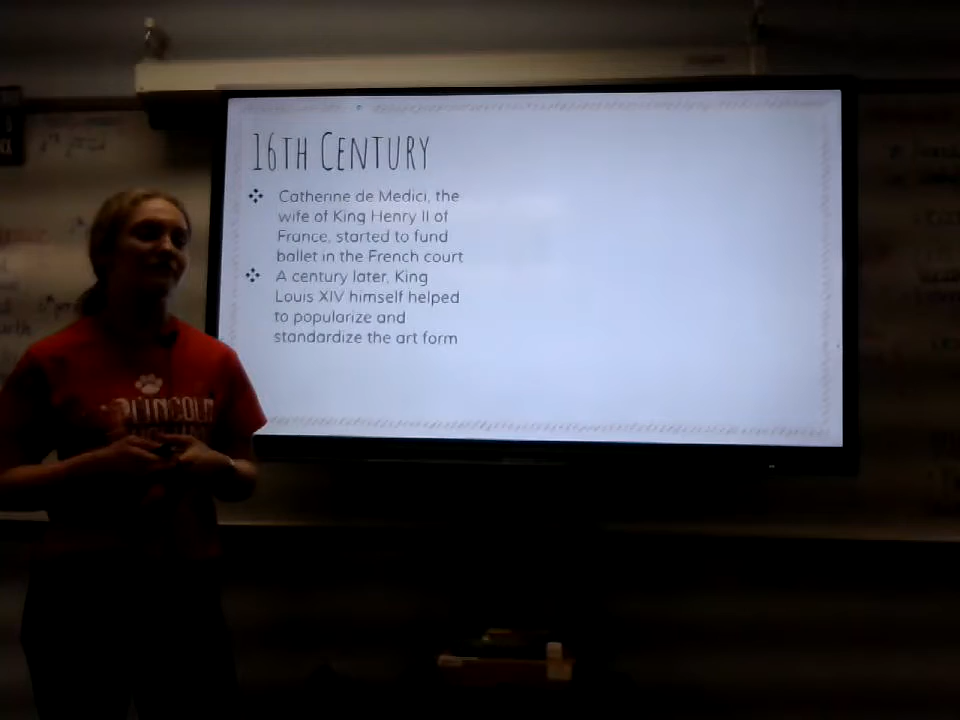 16TH CENTURY
Catherine de Medici, the
wife of King Henry II of
France, started to fund
ballet in the French court
A century later, King
Louis XIV himself helped
to popularize and
standardize the art form
LINCOLN